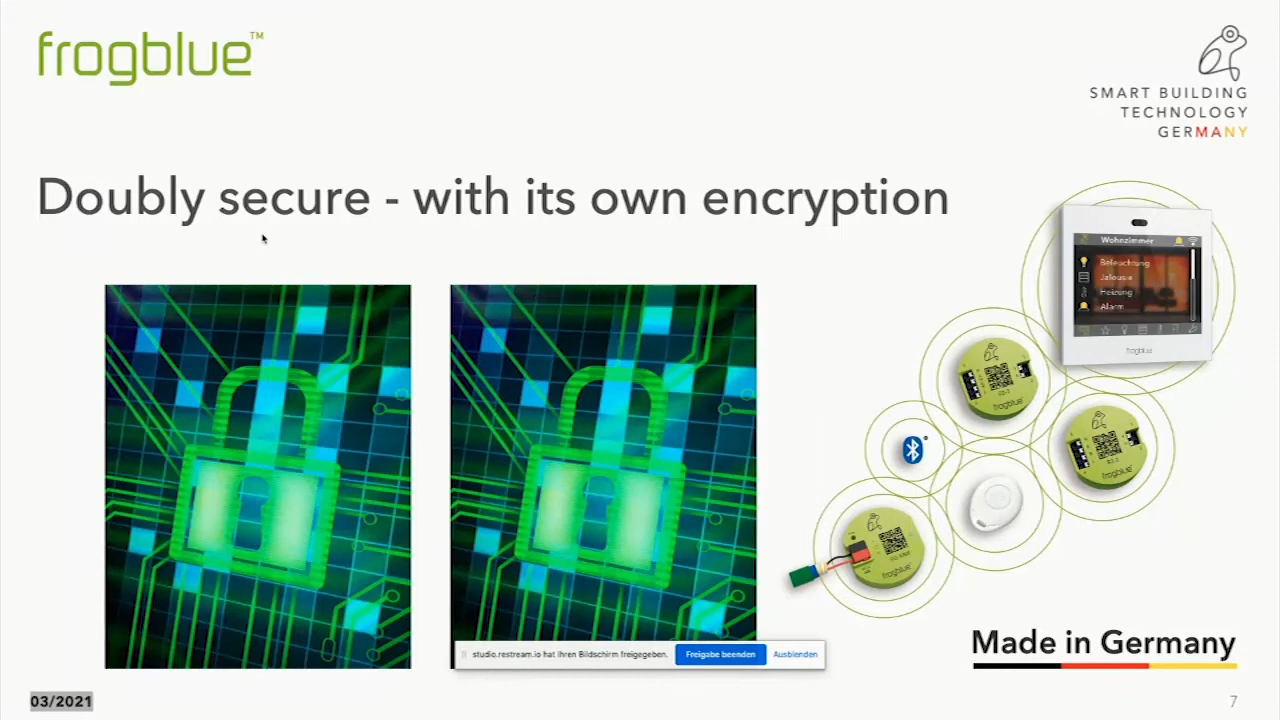 frogblue™
SMART BUILDING
TECHNOLOGY
GERMANY
Doubly secure - with its own encryption
Wohnzimmer
Beleuchtung
Jalousie
Heizung
Alarm
frogblue
frogblue
frogblue
frogblue
studio.restream.io hat Ihren Bildschirm freigegeben.
Freigabe beenden
Ausblenden
Made in Germany
03/2021
7